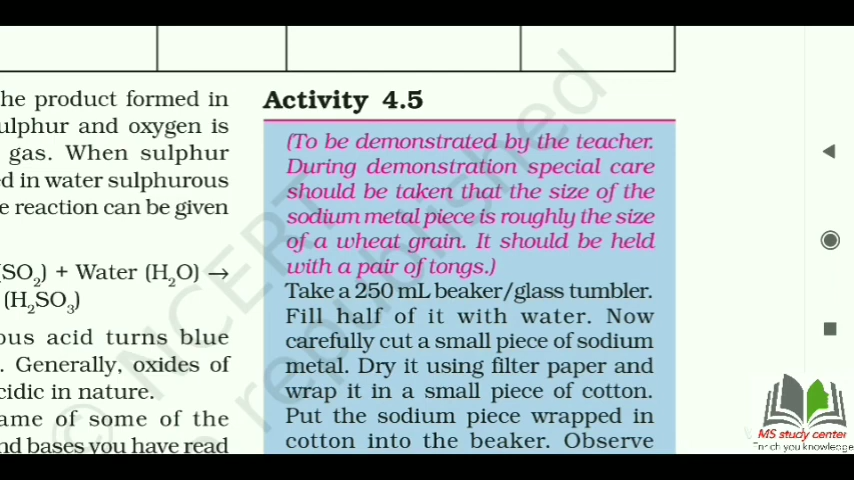 he product formed in
ulphur and oxygen is
gas. When sulphur
ed in water sulphurous
e reaction can be given
(SO₂) + Water (H₂O) →
(H₂SO₃)
ous acid turns blue
. Generally, oxides of
cidic in nature.
ame of some of the
nd bases you have read
Activity 4.5
(To be demonstrated by the teacher.
During demonstration special care
should be taken that the size of the
sodium metal piece is roughly the size
of a wheat grain. It should be held
with a pair of tongs.)
Take a 250 mL beaker/glass tumbler.
Fill half of it with water. Now
carefully cut a small piece of sodium
metal. Dry it using filter paper and
wrap it in a small piece of cotton.
Put the sodium piece wrapped in
cotton into the beaker. Observe
© NCERT
republished
MS study center
Enrich you knowledge